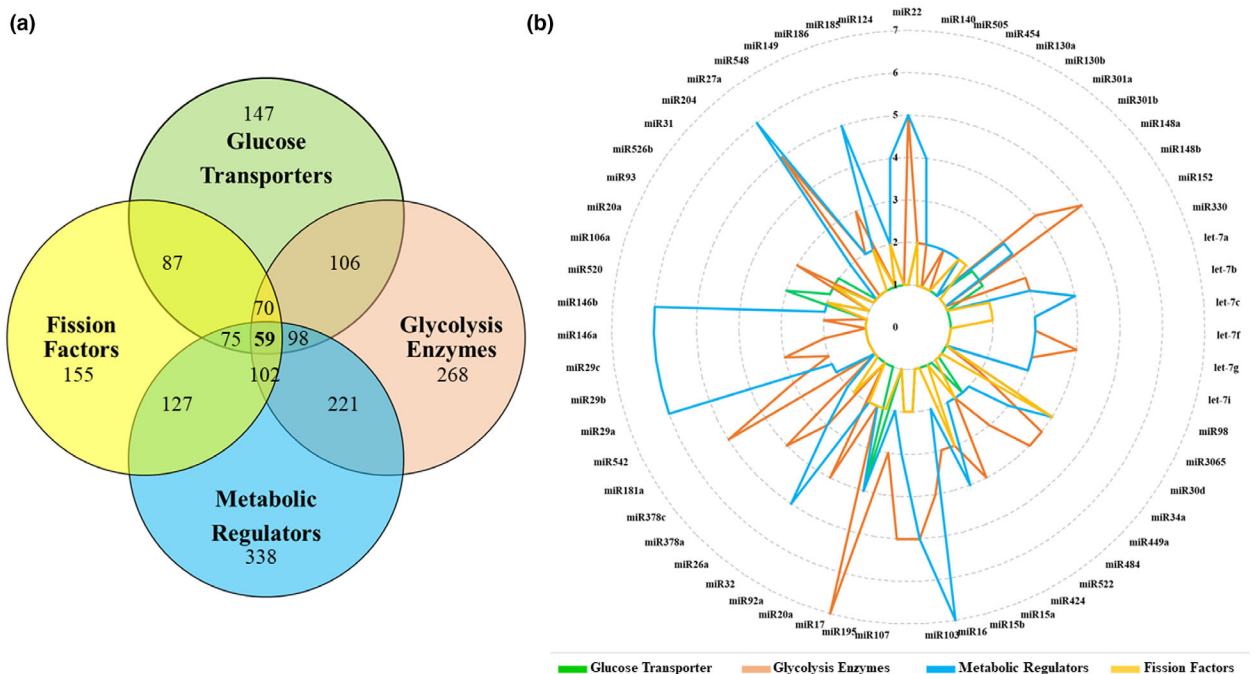 (a)
147
Glucose
Transporters
87
106
70
Fission
Factors
155
75
59
98
Glycolysis
Enzymes
268
102
127
221
Metabolic
Regulators
338
(b)
miR22
miR140
miR505
miR454
miR130a
miR130b
miR301a
miR301b
miR148a
miR148b
miR152
miR330
let-7a
let-7b
let-7c
let-7f
let-7g
let-7i
miR98
miR3065
miR30d
miR34a
miR449a
miR484
miR522
miR424
miR15a
miR15b
miR16
miR103
miR107
miR195
miR17
miR20a
miR92a
miR32
miR26a
miR378a
miR378c
miR181a
miR542
miR29a
miR29b
miR29c
miR146a
miR146b
miR520
miR106a
miR20a
miR93
miR526b
miR31
miR204
miR27a
miR548
miR149
miR186
miR185
miR124
7
6
5
4
3
2
1
0
Glucose Transporter
Glycolysis Enzymes
Metabolic Regulators
Fission Factors